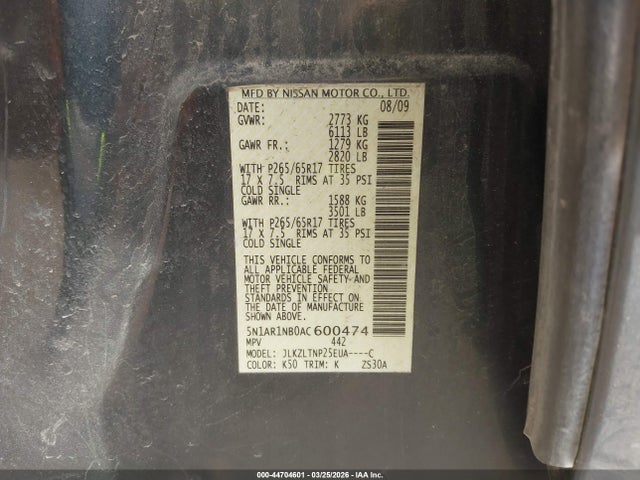 MFD BY NISSAN MOTOR CO., LTD.
DATE: 08/09
GVWR: 2773 KG
6113 LB
GAWR FR.: 1279 KG
2820 LB
WITH P265/65R17 TIRES
17 X 7.5 RIMS AT 35 PSI
COLD SINGLE
GAWR RR.: 1588 KG
3501 LB
WITH P265/65R17 TIRES
17 X 7.5 RIMS AT 35 PSI
COLD SINGLE
THIS VEHICLE CONFORMS TO
ALL APPLICABLE FEDERAL
MOTOR VEHICLE SAFETY-AND
THEFT PREVENTION
STANDARDS IN EFFECT ON
THE DATE OF MANUFACTURE
SHOWN ABOVE.
5N1AR1NB0AC600474
MPV 442
MODEL: JLKZLTNP25EUA----C
COLOR: K50 TRIM: K ZS30A
000-44704601 | 03/25/2026 - IAA Inc.